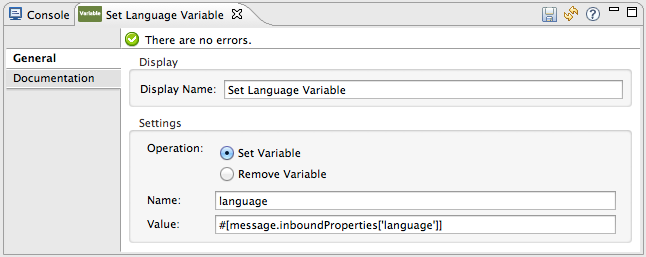 Console Variable Set Language Variable
There are no errors.
General
Documentation
Display
Display Name: Set Language Variable
Settings
Operation: Set Variable
Remove Variable
Name: language
Value: #[message.inboundProperties['language']]